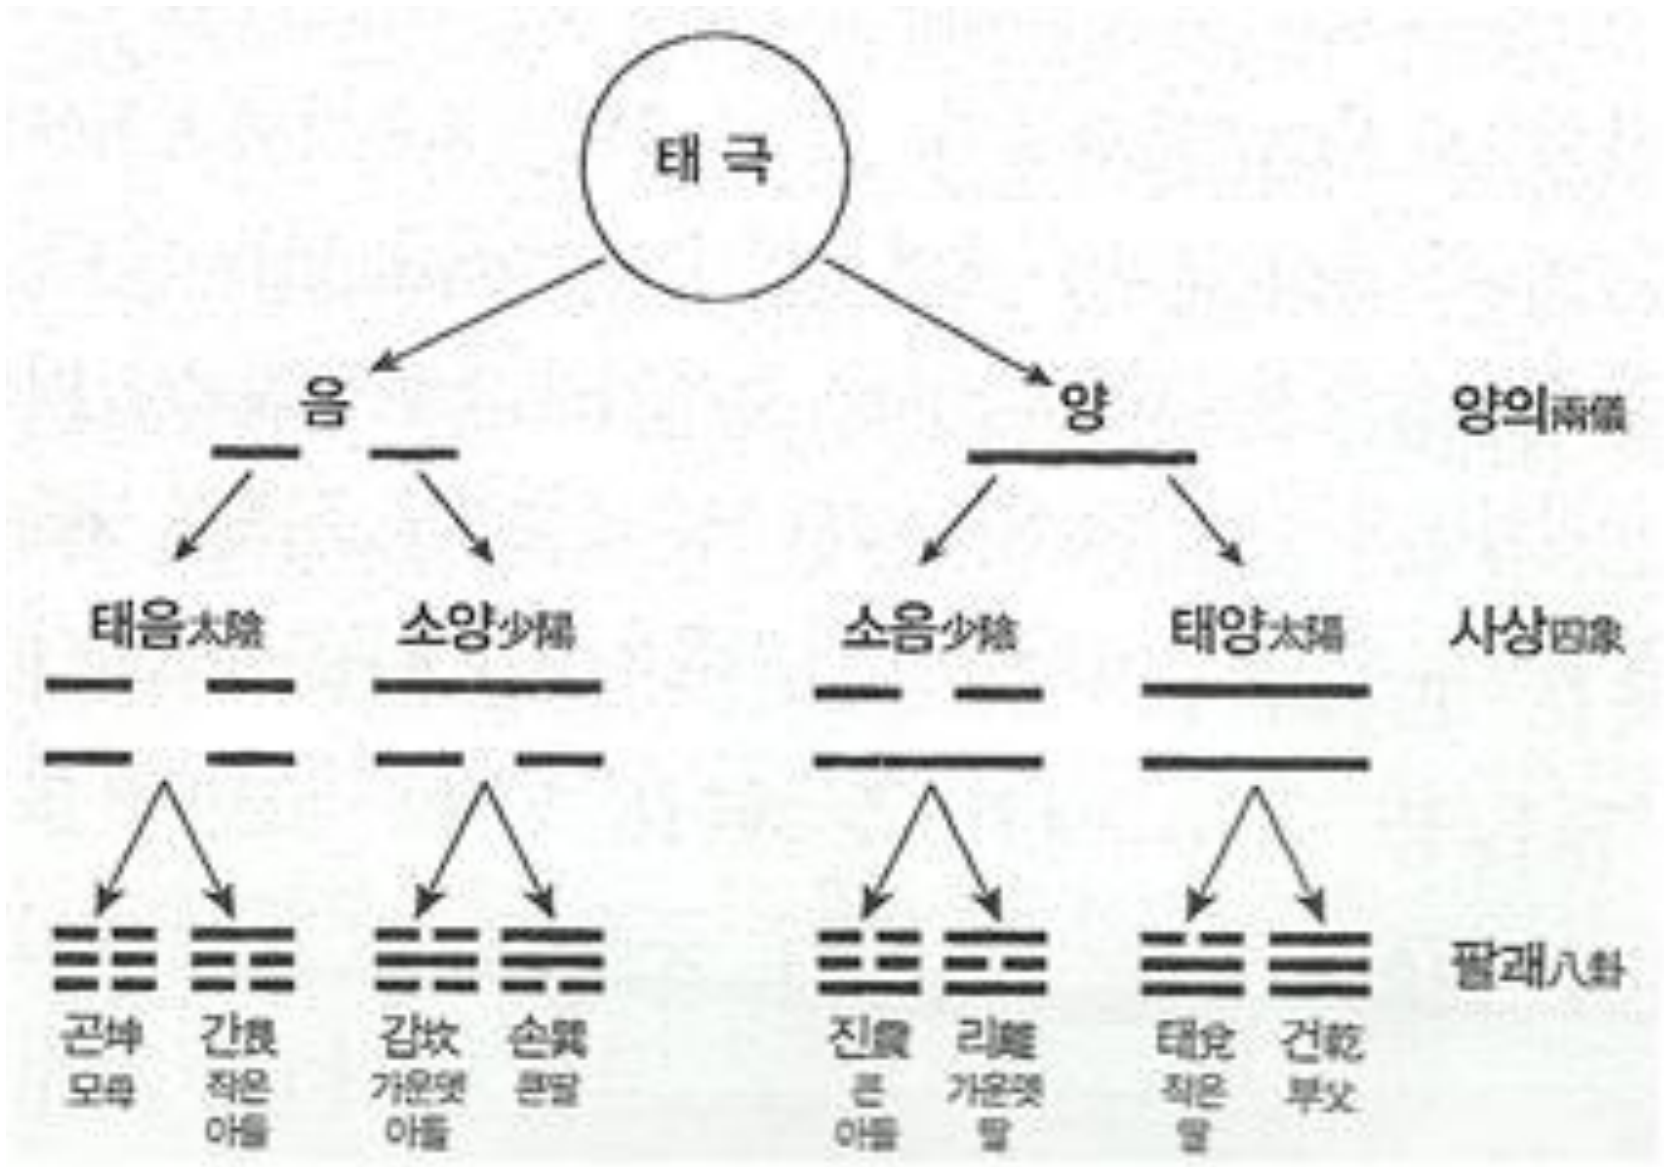 태극
음
양
양의兩儀
태음太陰
소양少陽
소음少陰
태양太陽
사상四象
곤坤
모母
간艮
작은
아들
감坎
가운뎃
아들
손巽
큰딸
진震
큰
아들
리離
가운뎃
딸
태兌
작은
딸
건乾
부父
팔괘八卦